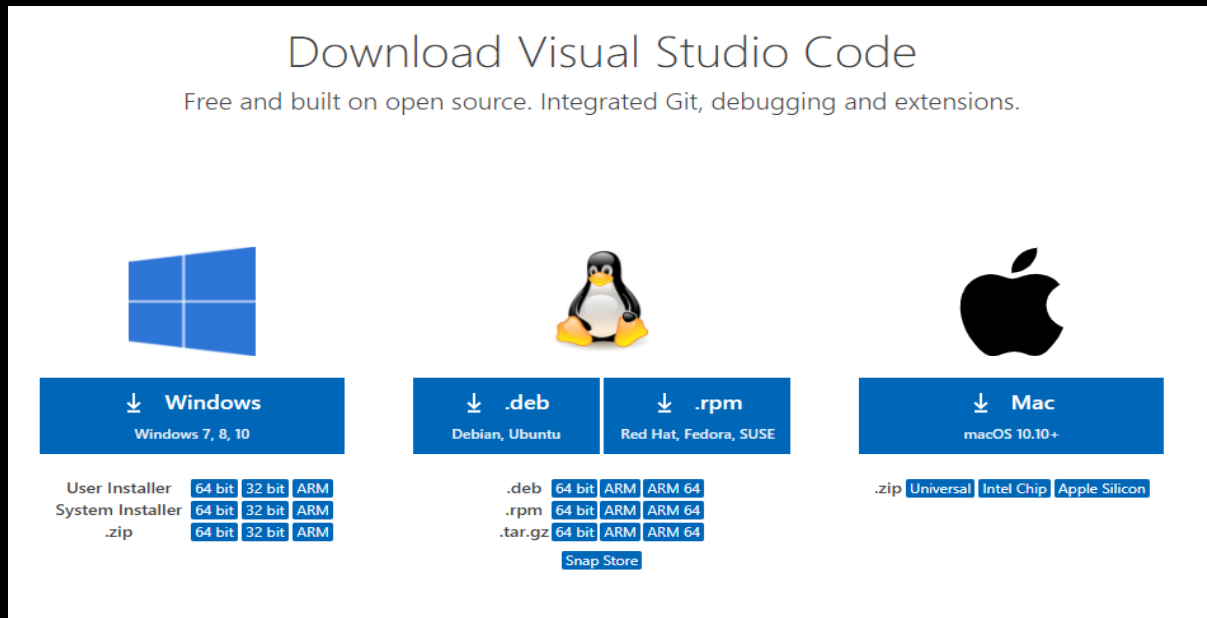 Download Visual Studio Code
Free and built on open source. Integrated Git, debugging and extensions.
Windows
Windows 7, 8, 10
User Installer 64 bit 32 bit ARM
System Installer 64 bit 32 bit ARM
.zip 64 bit 32 bit ARM
.deb
Debian, Ubuntu
.rpm
Red Hat, Fedora, SUSE
.deb 64 bit ARM ARM 64
.rpm 64 bit ARM ARM 64
.tar.gz 64 bit ARM ARM 64
Snap Store
Mac
macOS 10.10+
.zip Universal Intel Chip Apple Silicon